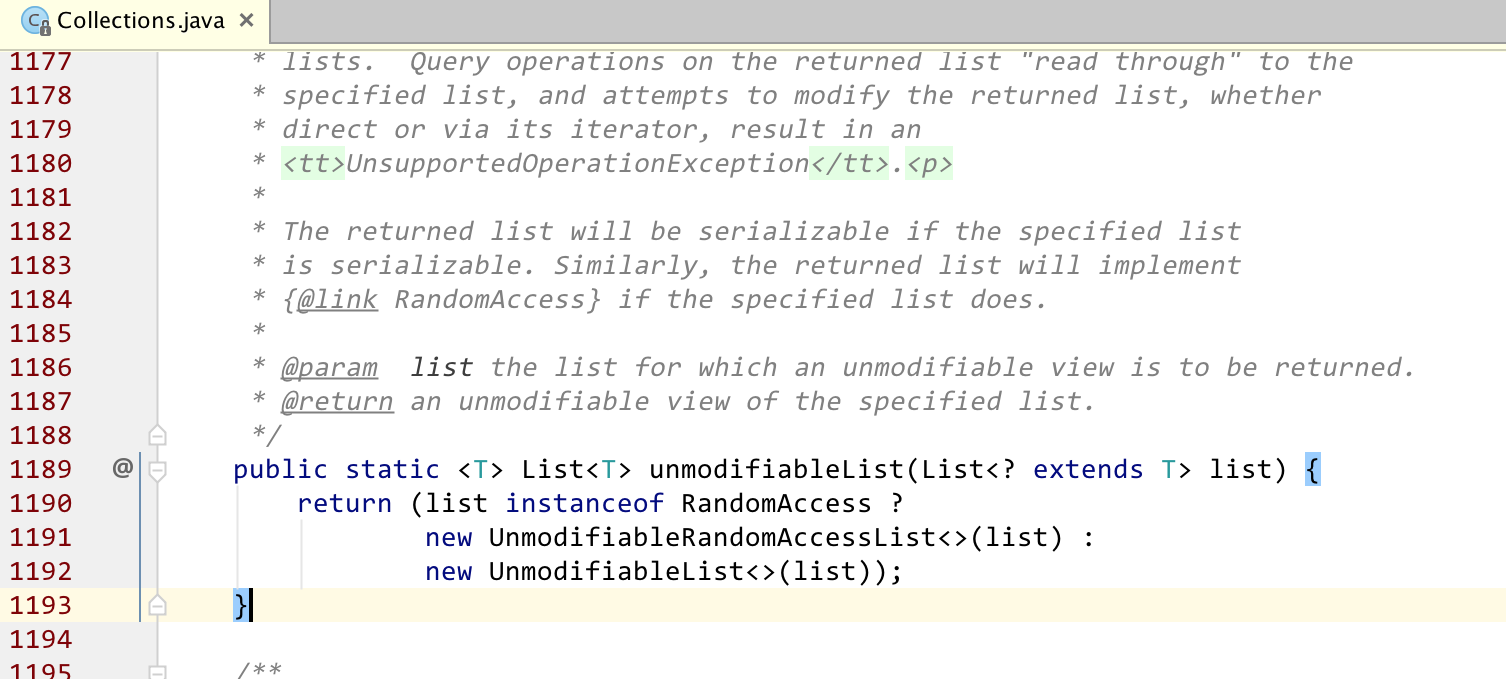 Collections.java ×
1177 * lists.  Query operations on the returned list "read through" to the
1178 * specified list, and attempts to modify the returned list, whether
1179 * direct or via its iterator, result in an
1180 * <tt>UnsupportedOperationException</tt>.<p>
1181 *
1182 * The returned list will be serializable if the specified list
1183 * is serializable. Similarly, the returned list will implement
1184 * {@link RandomAccess} if the specified list does.
1185 *
1186 * @param  list the list for which an unmodifiable view is to be returned.
1187 * @return an unmodifiable view of the specified list.
1188 */
1189 @ public static <T> List<T> unmodifiableList(List<? extends T> list) {
1190 return (list instanceof RandomAccess ?
1191 new UnmodifiableRandomAccessList<>(list) :
1192 new UnmodifiableList<>(list));
1193 }
1194
1195 /**